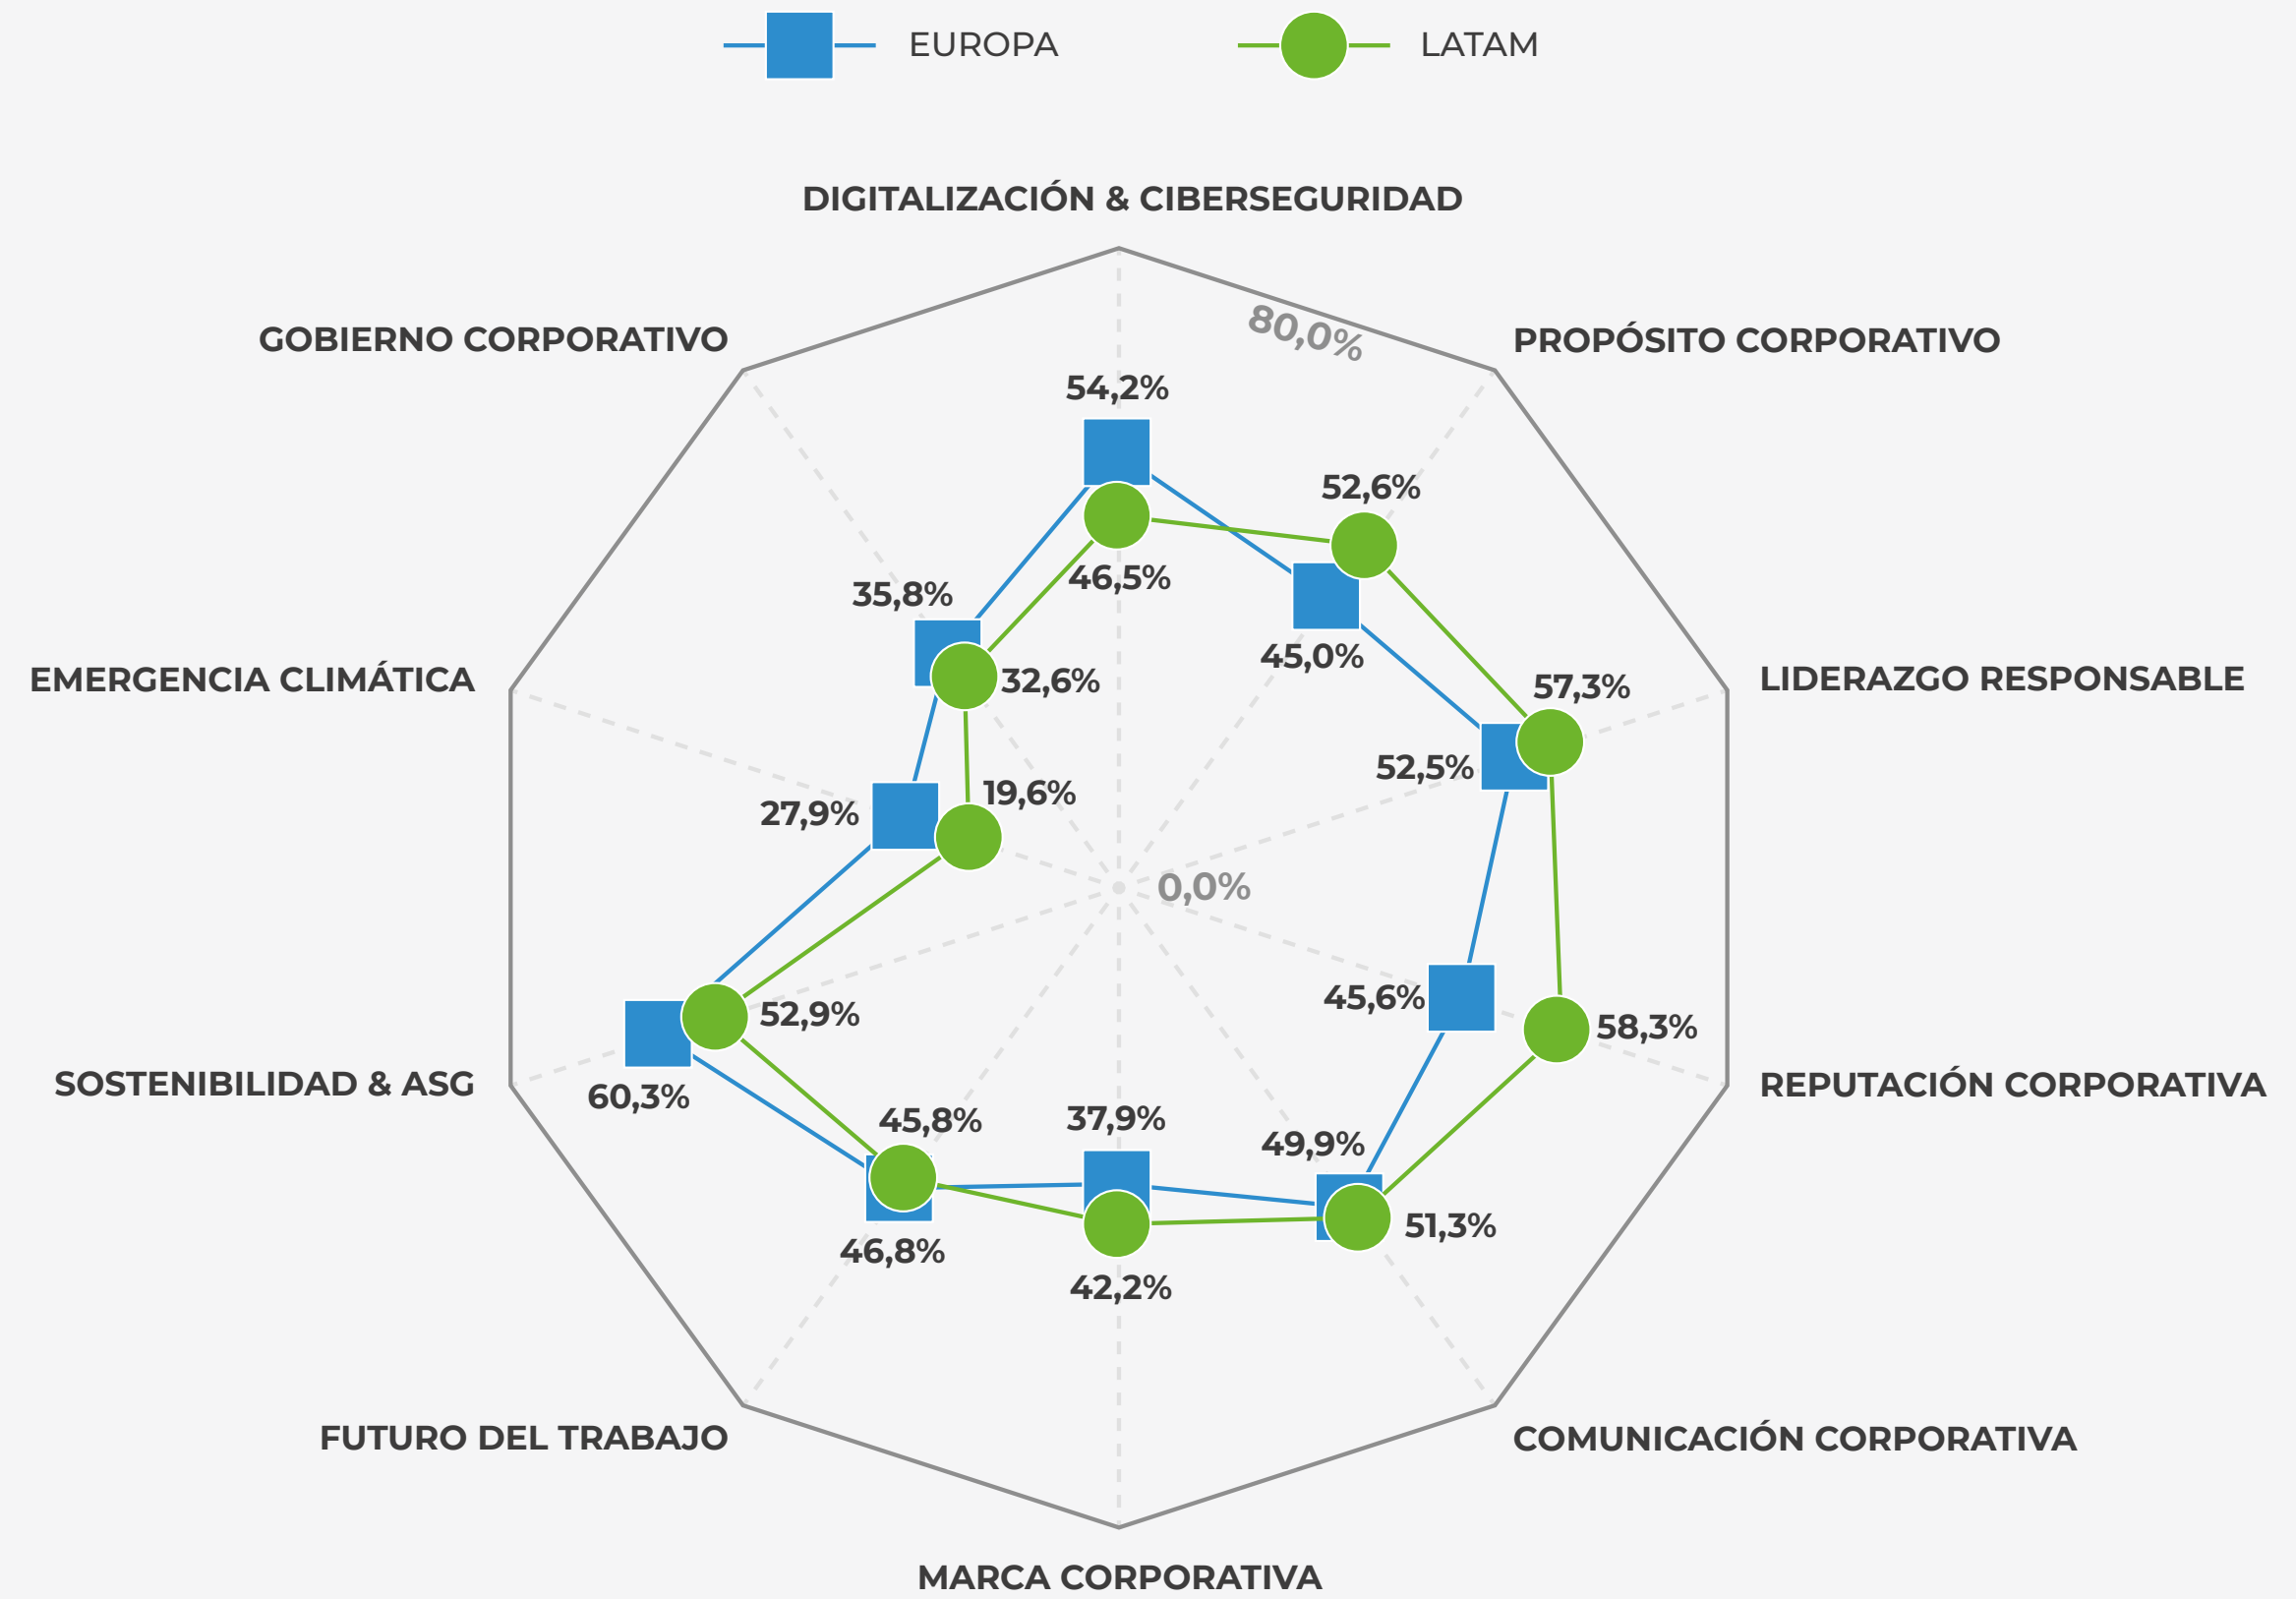 EUROPA
LATAM
DIGITALIZACIÓN & CIBERSEGURIDAD
80,0%
GOBIERNO CORPORATIVO
PROPÓSITO CORPORATIVO
54,2%
52,6%
46,5%
35,8%
45,0%
EMERGENCIA CLIMÁTICA
32,6%
57,3%
LIDERAZGO RESPONSABLE
52,5%
19,6%
27,9%
0,0%
45,6%
52,9%
58,3%
SOSTENIBILIDAD & ASG
60,3%
REPUTACIÓN CORPORATIVA
45,8%
37,9%
49,9%
51,3%
46,8%
42,2%
FUTURO DEL TRABAJO
COMUNICACIÓN CORPORATIVA
MARCA CORPORATIVA